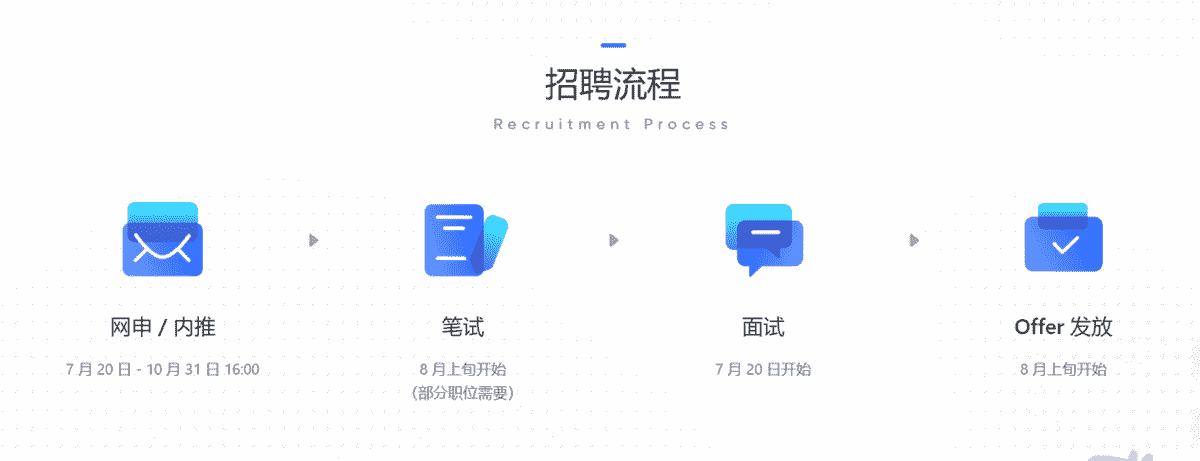 招聘流程
Recruitment Process
网申 / 内推
7 月 20 日 - 10 月 31 日 16:00
笔试
8 月上旬开始
（部分职位需要）
面试
7 月 20 日开始
Offer 发放
8 月上旬开始